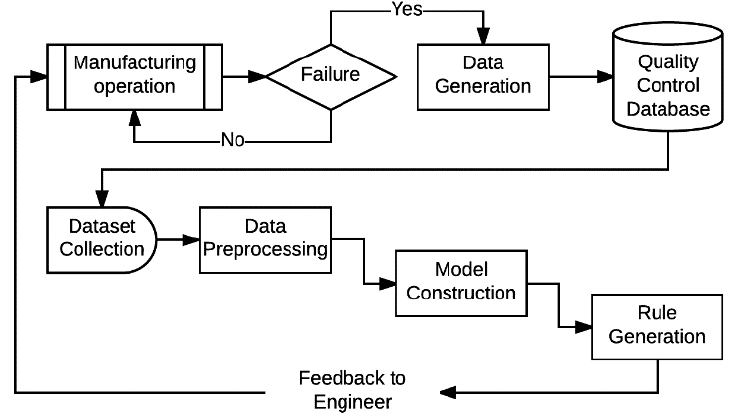 Yes
Manufacturing
operation
Failure
Data
Generation
Quality
Control
Database
No
Dataset
Collection
Data
Preprocessing
Model
Construction
Rule
Generation
Feedback to
Engineer